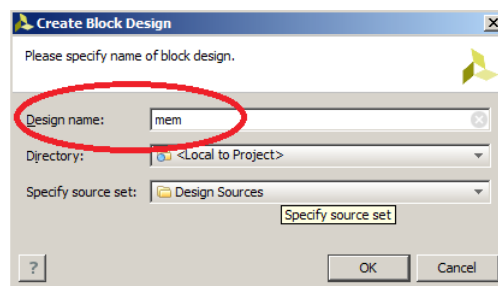 Create Block Design
Please specify name of block design.
Design name: mem
Directory: <Local to Project>
Specify source set: Design Sources
Specify source set
? OK Cancel